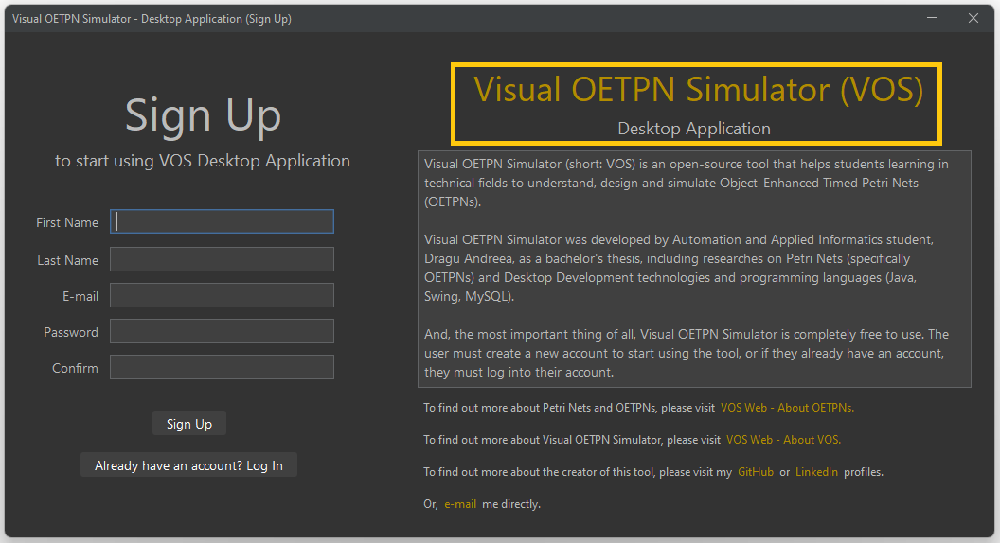 Visual OETPN Simulator - Desktop Application (Sign Up)
Sign Up
to start using VOS Desktop Application
First Name
Last Name
E-mail
Password
Confirm
Sign Up
Already have an account? Log In
Visual OETPN Simulator (VOS)
Desktop Application
Visual OETPN Simulator (short: VOS) is an open-source tool that helps students learning in
technical fields to understand, design and simulate Object-Enhanced Timed Petri Nets
(OETPNs).
Visual OETPN Simulator was developed by Automation and Applied Informatics student,
Dragu Andreea, as a bachelor's thesis, including researches on Petri Nets (specifically
OETPNs) and Desktop Development technologies and programming languages (Java,
Swing, MySQL).
And, the most important thing of all, Visual OETPN Simulator is completely free to use. The
user must create a new account to start using the tool, or if they already have an account,
they must log into their account.
To find out more about Petri Nets and OETPNs, please visit VOS Web - About OETPNs.
To find out more about Visual OETPN Simulator, please visit VOS Web - About VOS.
To find out more about the creator of this tool, please visit my GitHub or LinkedIn profiles.
Or, e-mail me directly.